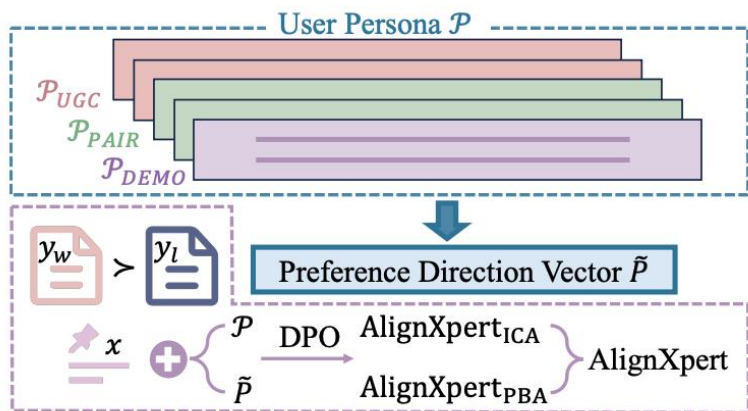 User Persona 𝒫
𝒫_UGC
𝒫_PAIR
𝒫_DEMO
y_w ≻ y_l
Preference Direction Vector P̃
x
𝒫
DPO
AlignXpert_ICA
P̃
AlignXpert_PBA
AlignXpert